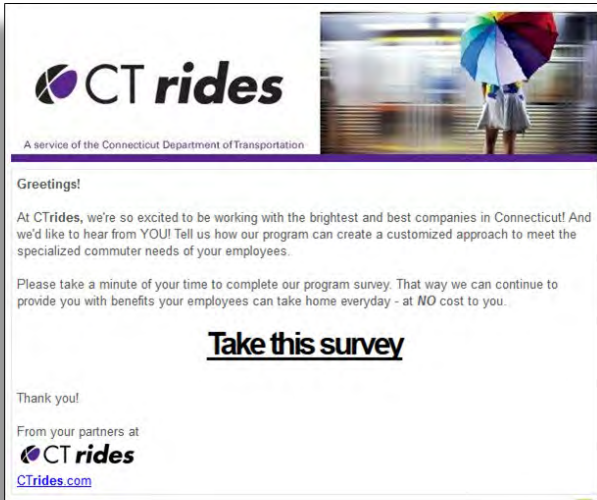 CT rides
A service of the Connecticut Department of Transportation
Greetings!
At CTrides, we're so excited to be working with the brightest and best companies in Connecticut! And
we'd like to hear from YOU! Tell us how our program can create a customized approach to meet the
specialized commuter needs of your employees.
Please take a minute of your time to complete our program survey. That way we can continue to
provide you with benefits your employees can take home everyday - at NO cost to you.
Take this survey
Thank you!
From your partners at
CT rides
CTrides.com